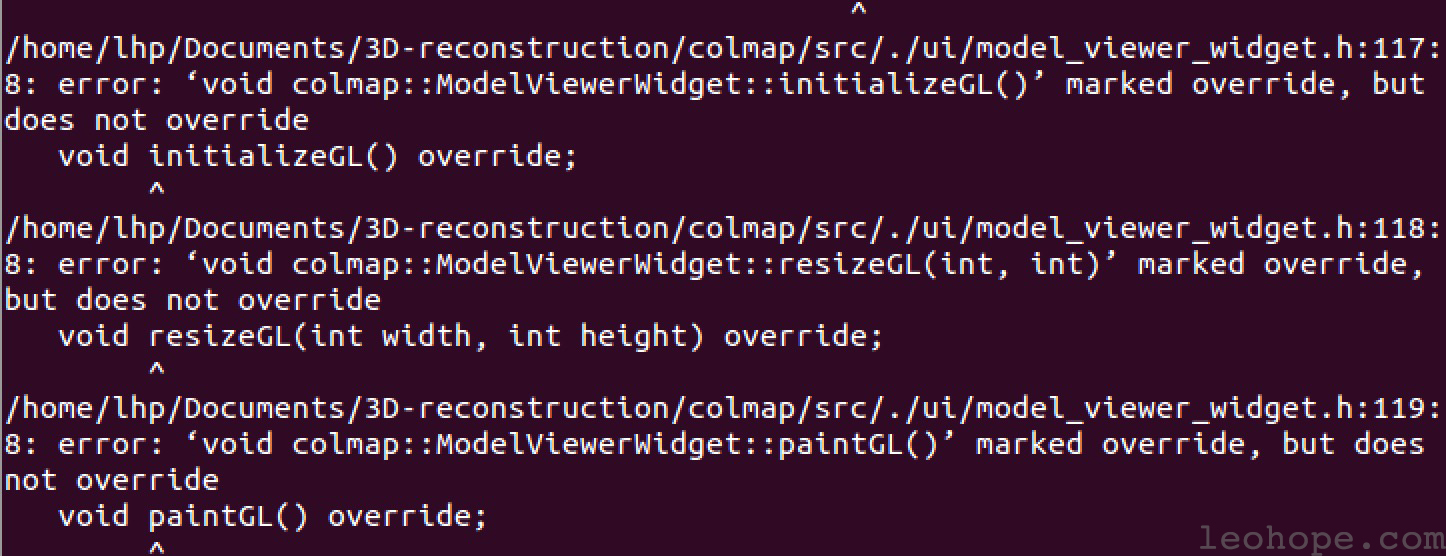 ^
/home/lhp/Documents/3D-reconstruction/colmap/src/./ui/model_viewer_widget.h:117:
8: error: ‘void colmap::ModelViewerWidget::initializeGL()’ marked override, but
does not override
   void initializeGL() override;
        ^
/home/lhp/Documents/3D-reconstruction/colmap/src/./ui/model_viewer_widget.h:118:
8: error: ‘void colmap::ModelViewerWidget::resizeGL(int, int)’ marked override,
but does not override
   void resizeGL(int width, int height) override;
        ^
/home/lhp/Documents/3D-reconstruction/colmap/src/./ui/model_viewer_widget.h:119:
8: error: ‘void colmap::ModelViewerWidget::paintGL()’ marked override, but does
not override
   void paintGL() override;
        ^
leohope.com